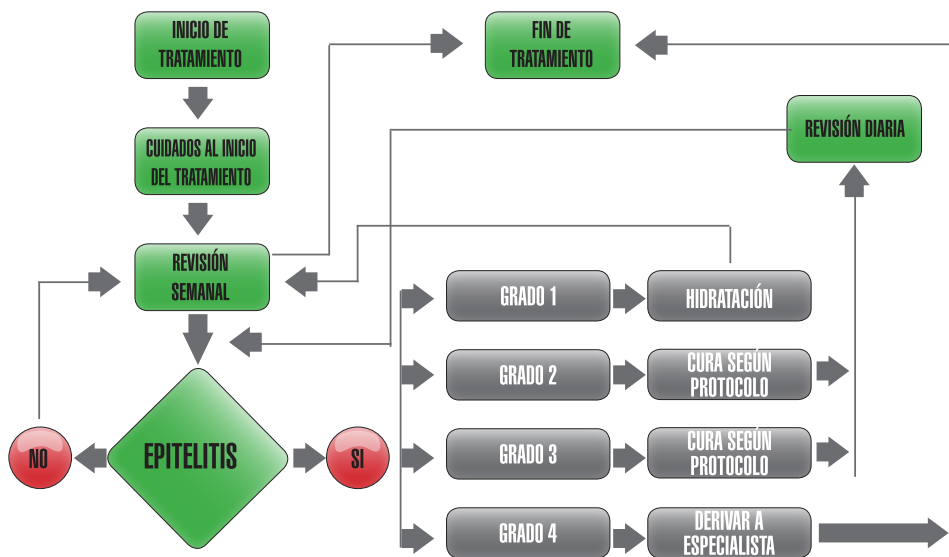 INICIO DE
TRATAMIENTO
FIN DE
TRATAMIENTO
CUIDADOS AL INICIO
DEL TRATAMIENTO
REVISIÓN DIARIA
REVISIÓN
SEMANAL
GRADO 1
HIDRATACIÓN
GRADO 2
CURA SEGÚN
PROTOCOLO
NO
EPITELITIS
SI
GRADO 3
CURA SEGÚN
PROTOCOLO
GRADO 4
DERIVAR A
ESPECIALISTA